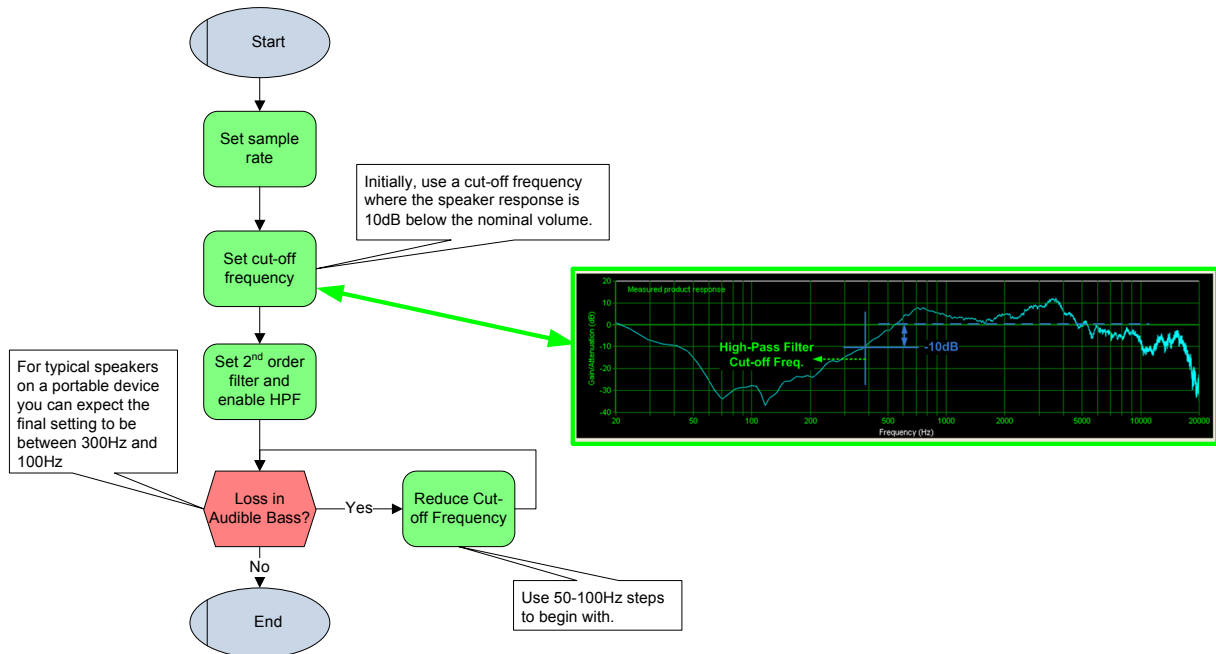 Start
Set sample
rate
Initially, use a cut-off frequency
where the speaker response is
10dB below the nominal volume.
Set cut-off
frequency
Measured product response
Gain/Attenuation (dB)
20
10
0
-10
-20
-30
-40
-10dB
High-Pass Filter
Cut-off Freq.
20
50
100
200
500
1000
2000
5000
10000
20000
Frequency (Hz)
Set 2nd order
filter and
enable HPF
For typical speakers
on a portable device
you can expect the
final setting to be
between 300Hz and
100Hz
Loss in
Audible Bass?
Yes
Reduce Cut-
off Frequency
No
Use 50-100Hz steps
to begin with.
End